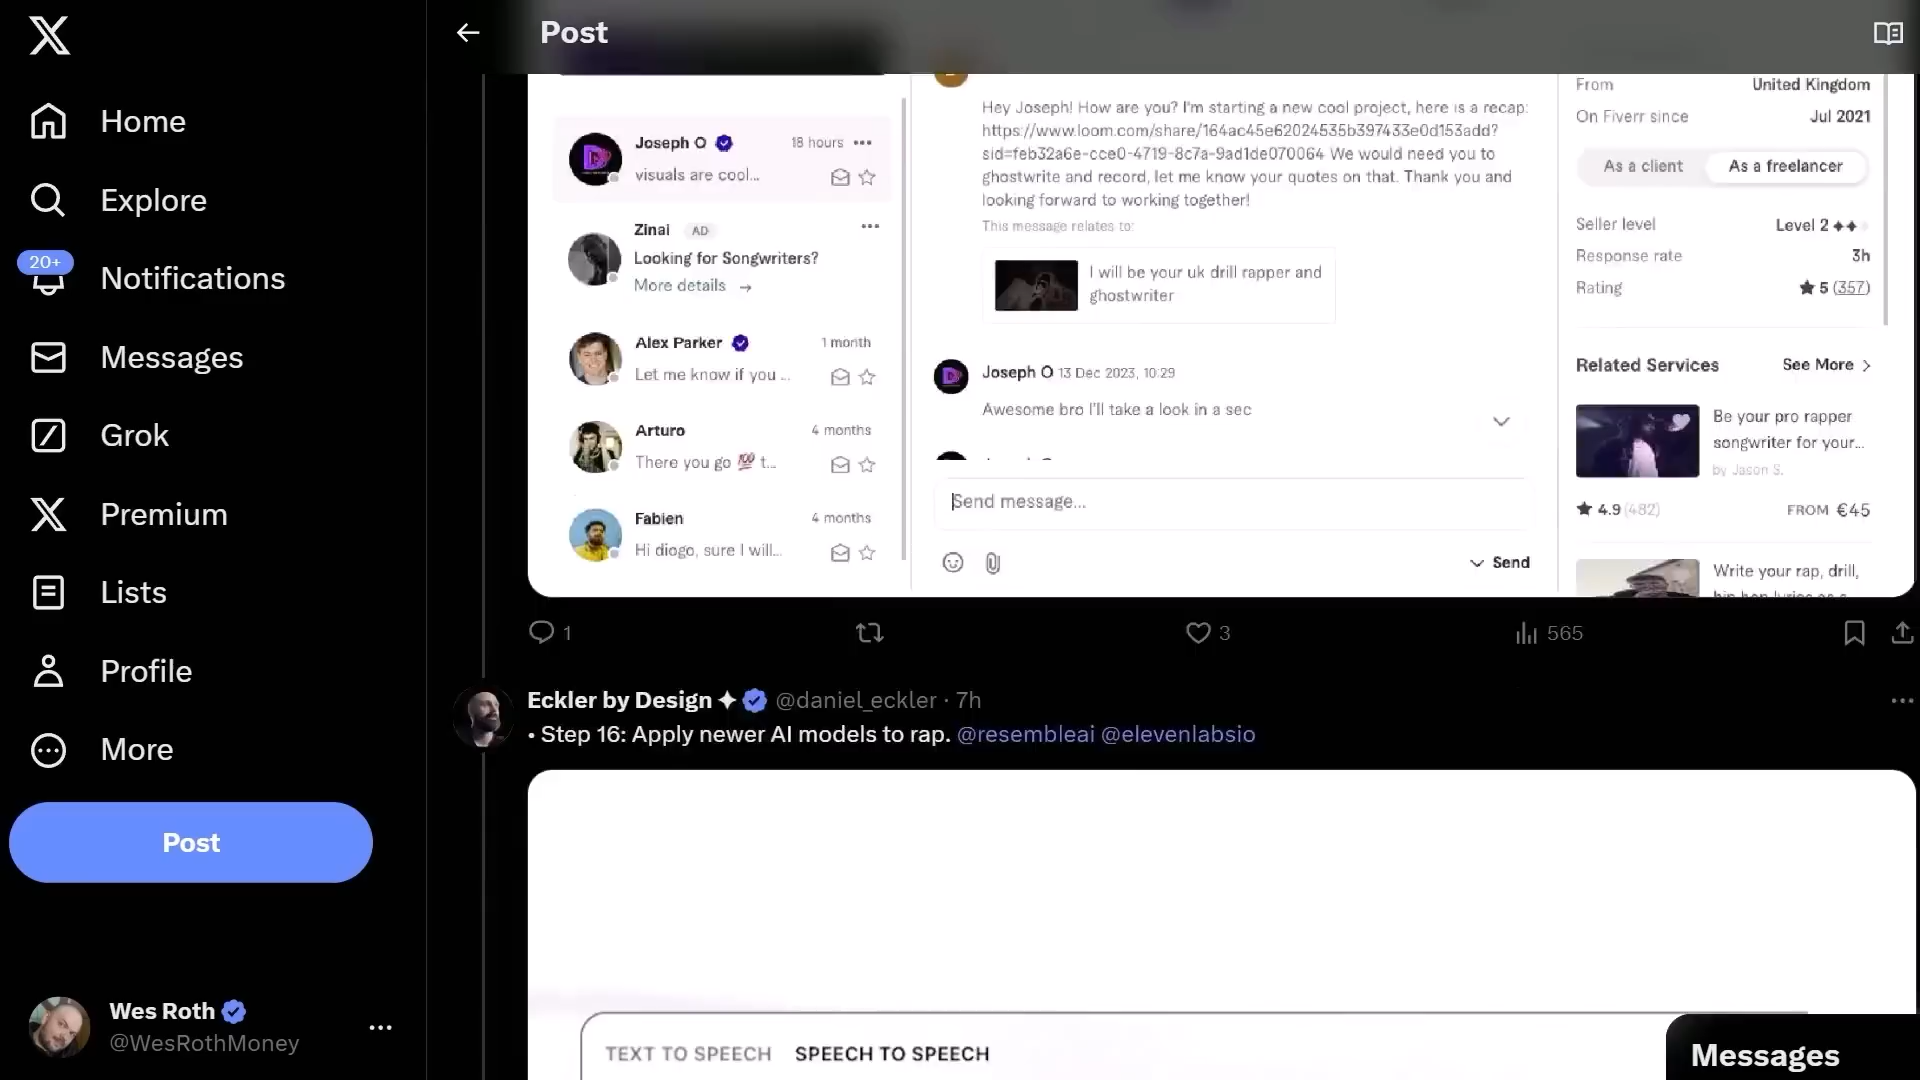 Home
Explore
20+
Notifications
Messages
Grok
Premium
Lists
Profile
More
Post
Wes Roth
@WesRothMoney
Post
Joseph O 18 hours
visuals are cool...
Zinai AD
Looking for Songwriters?
More details →
Alex Parker 1 month
Let me know if you ...
Arturo 4 months
There you go 💯 t...
Fabien 4 months
Hi diogo, sure I will...
Hey Joseph! How are you? I'm starting a new cool project, here is a recap:
https://www.loom.com/share/164ac45e62024535b397433e0d153add?
sid=feb32a6e-cce0-4719-8c7a-9ad1de070064 We would need you to
ghostwrite and record, let me know your quotes on that. Thank you and
looking forward to working together!
This message relates to:
I will be your uk drill rapper and
ghostwriter
Joseph O 13 Dec 2023, 10:29
Awesome bro I'll take a look in a sec
Send message...
Send
From United Kingdom
On Fiverr since Jul 2021
As a client As a freelancer
Seller level Level 2
Response rate 3h
Rating ★ 5 (357)
Related Services See More
Be your pro rapper
songwriter for your...
by Jason S.
★ 4.9 (482) FROM €45
Write your rap, drill,
1 3 565
Eckler by Design ✦ @daniel_eckler · 7h
• Step 16: Apply newer AI models to rap. @resembleai @elevenlabsio
TEXT TO SPEECH SPEECH TO SPEECH
Messages